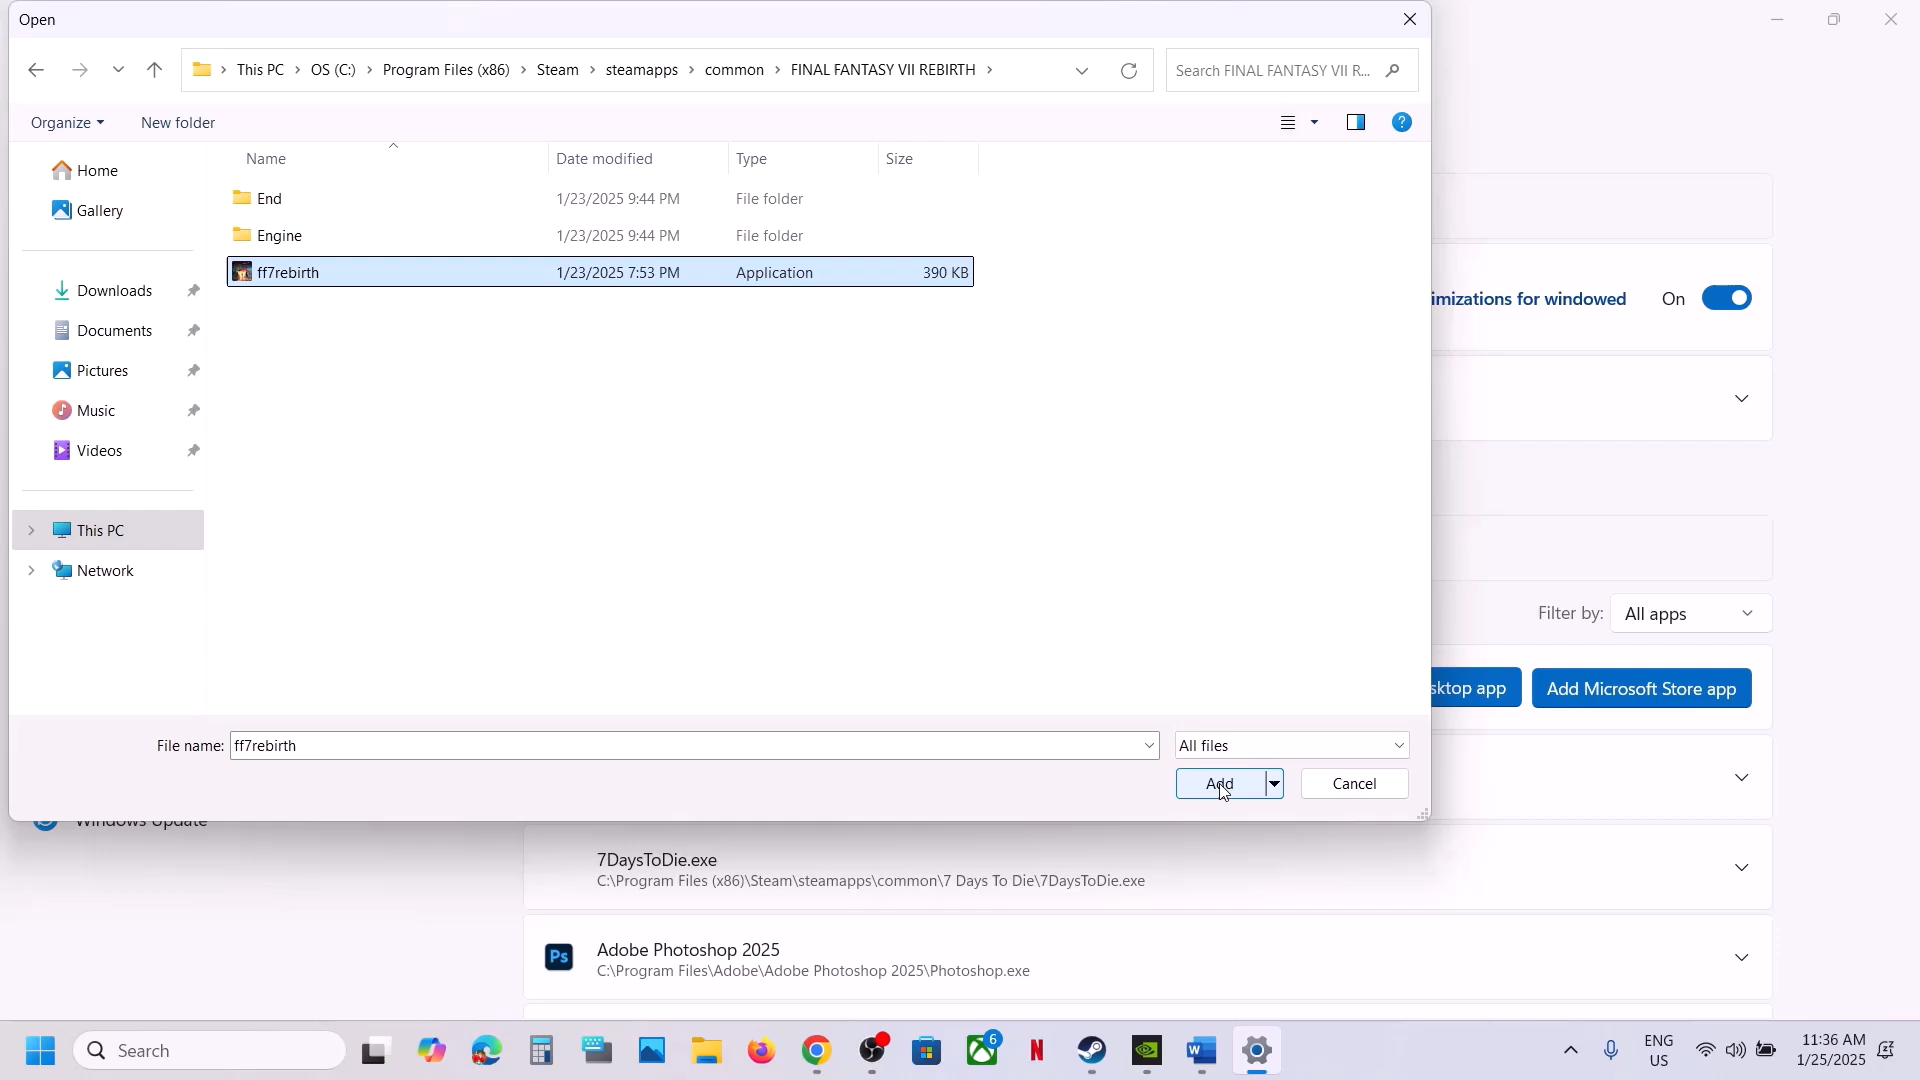 Open
This PC > OS (C:) > Program Files (x86) > Steam > steamapps > common > FINAL FANTASY VII REBIRTH >
Search FINAL FANTASY VII R...
Organize
New folder
Name
Date modified
Type
Size
Home
Gallery
Downloads
Documents
Pictures
Music
Videos
This PC
Network
End 1/23/2025 9:44 PM File folder
Engine 1/23/2025 9:44 PM File folder
ff7rebirth 1/23/2025 7:53 PM Application 390 KB
imizations for windowed
On
Filter by: All apps
sktop app
Add Microsoft Store app
File name: ff7rebirth
All files
Add
Cancel
Windows Update
7DaysToDie.exe
C:\Program Files (x86)\Steam\steamapps\common\7 Days To Die\7DaysToDie.exe
Ps
Adobe Photoshop 2025
C:\Program Files\Adobe\Adobe Photoshop 2025\Photoshop.exe
Search
6
N
W
ENG
US
11:36 AM
1/25/2025